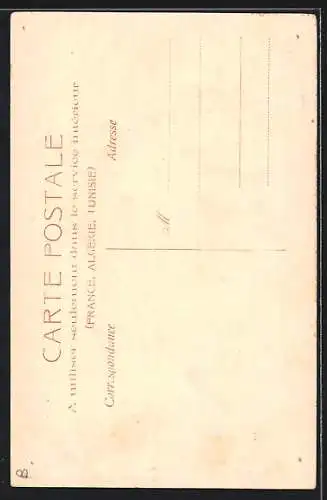 CARTE POSTALE
A utiliser seulement dans le service intérieur
(FRANCE, ALGÉRIE, TUNISIE)
Correspondance
Adresse
M